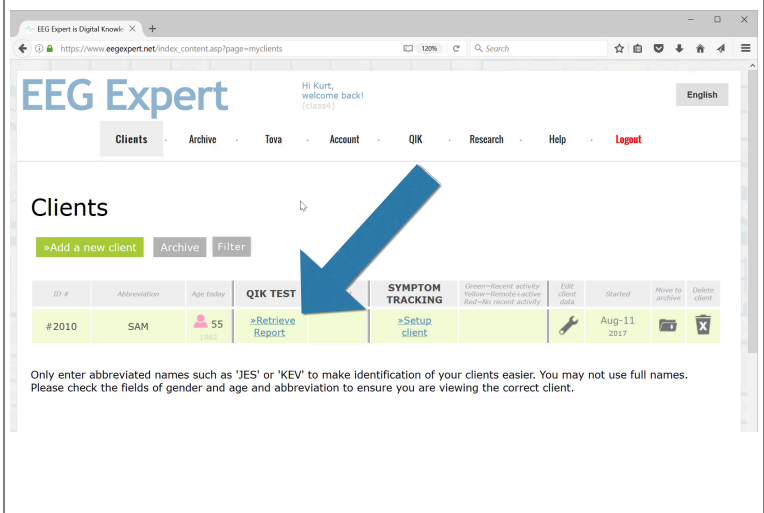 EEG Expert is Digital Knowle
https://www.eegexpert.net/index_content.asp?page=myclients
120%
Search
EEG Expert
Hi Kurt,
welcome back!
(class4)
English
Clients
Archive
Tova
Account
QIK
Research
Help
Logout
Clients
»Add a new client
Archive
Filter
ID #
Abbreviation
Age today
QIK TEST
SYMPTOM
TRACKING
Green=Recent activity
Yellow=Remote+active
Red=No recent activity
Edit
client
data
Started
Move to
archive
Delete
client
#2010
SAM
55
1962
»Retrieve
Report
»Setup
client
Aug-11
2017
Only enter abbreviated names such as 'JES' or 'KEV' to make identification of your clients easier. You may not use full names.
Please check the fields of gender and age and abbreviation to ensure you are viewing the correct client.